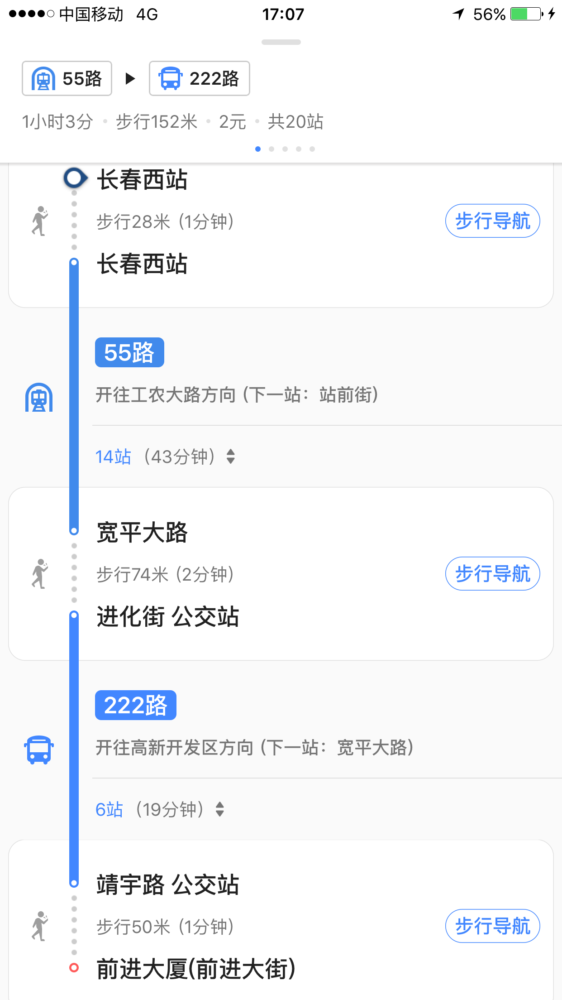 中国移动 4G 17:07 56%
55路 222路
1小时3分 · 步行152米 · 2元 · 共20站
长春西站
步行28米 (1分钟) 步行导航
长春西站
55路
开往工农大路方向 (下一站：站前街)
14站 (43分钟)
宽平大路
步行74米 (2分钟) 步行导航
进化街 公交站
222路
开往高新开发区方向 (下一站：宽平大路)
6站 (19分钟)
靖宇路 公交站
步行50米 (1分钟) 步行导航
前进大厦(前进大街)